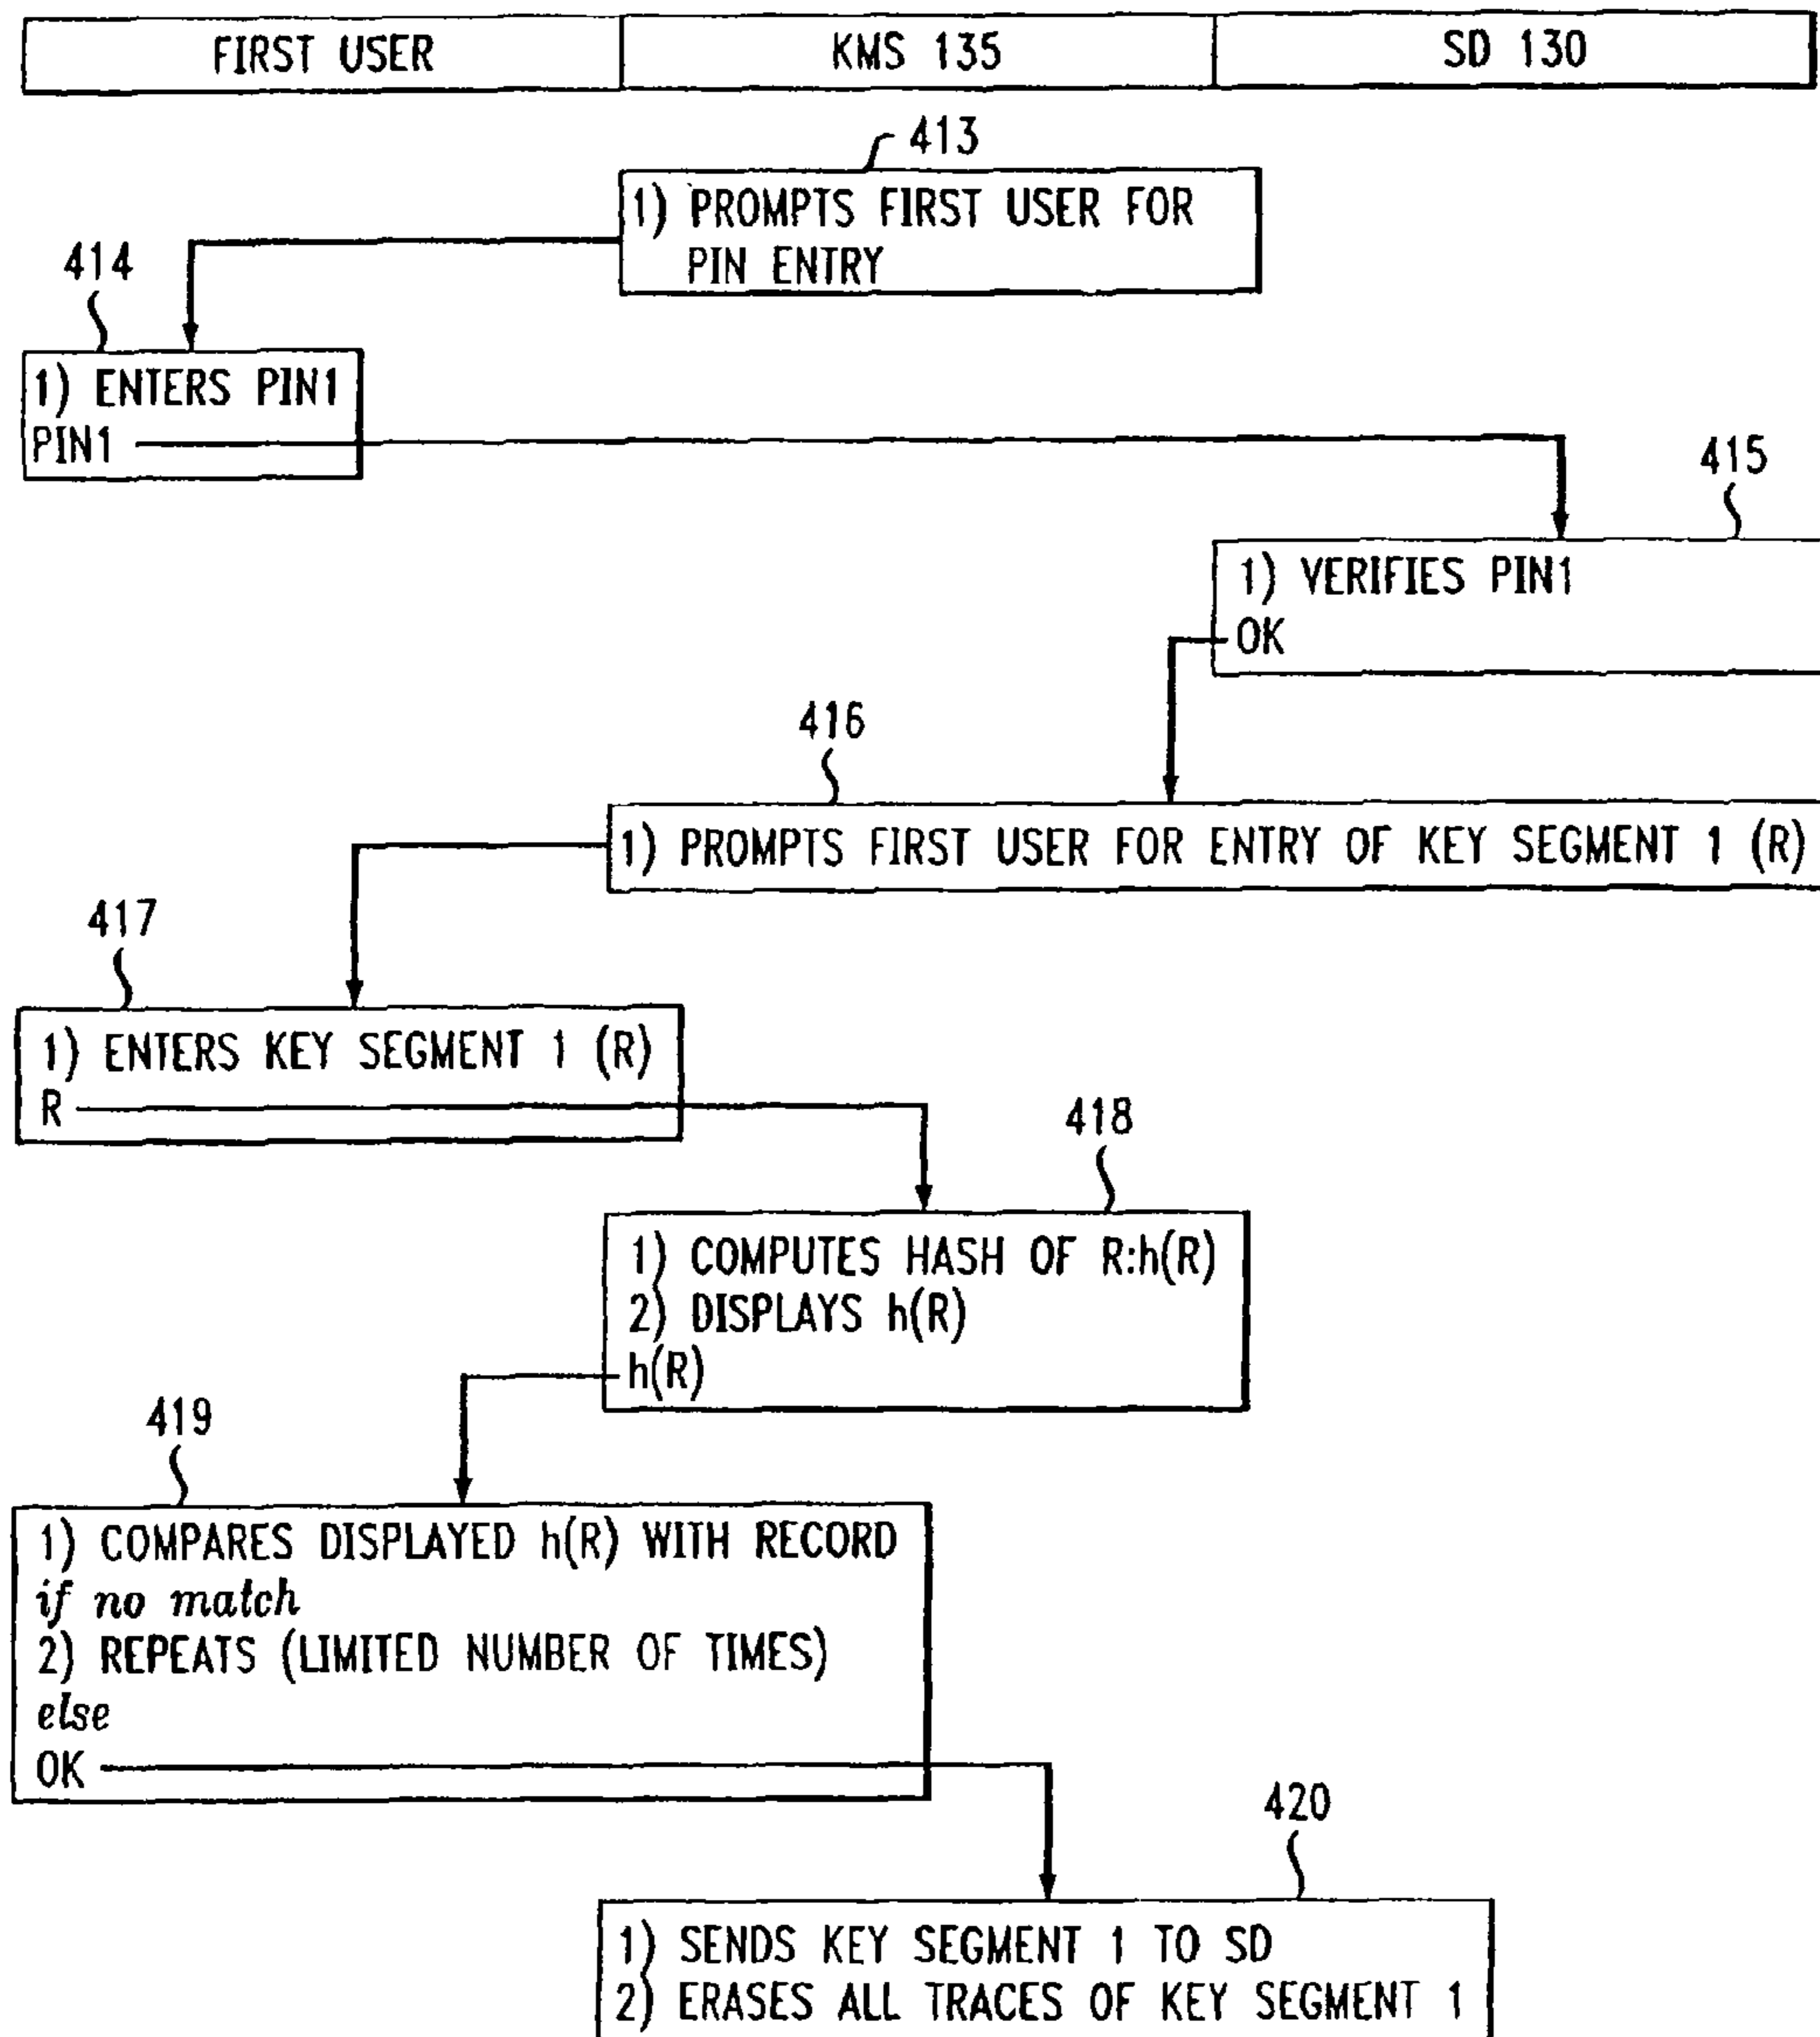 FIRST USER KMS 135 SD 130
413
1) PROMPTS FIRST USER FOR
PIN ENTRY
414
1) ENTERS PIN1
PIN1
415
1) VERIFIES PIN1
OK
416
1) PROMPTS FIRST USER FOR ENTRY OF KEY SEGMENT 1 (R)
417
1) ENTERS KEY SEGMENT 1 (R)
R
418
1) COMPUTES HASH OF R:h(R)
2) DISPLAYS h(R)
h(R)
419
1) COMPARES DISPLAYED h(R) WITH RECORD
if no match
2) REPEATS (LIMITED NUMBER OF TIMES)
else
OK
420
1) SENDS KEY SEGMENT 1 TO SD
2) ERASES ALL TRACES OF KEY SEGMENT 1